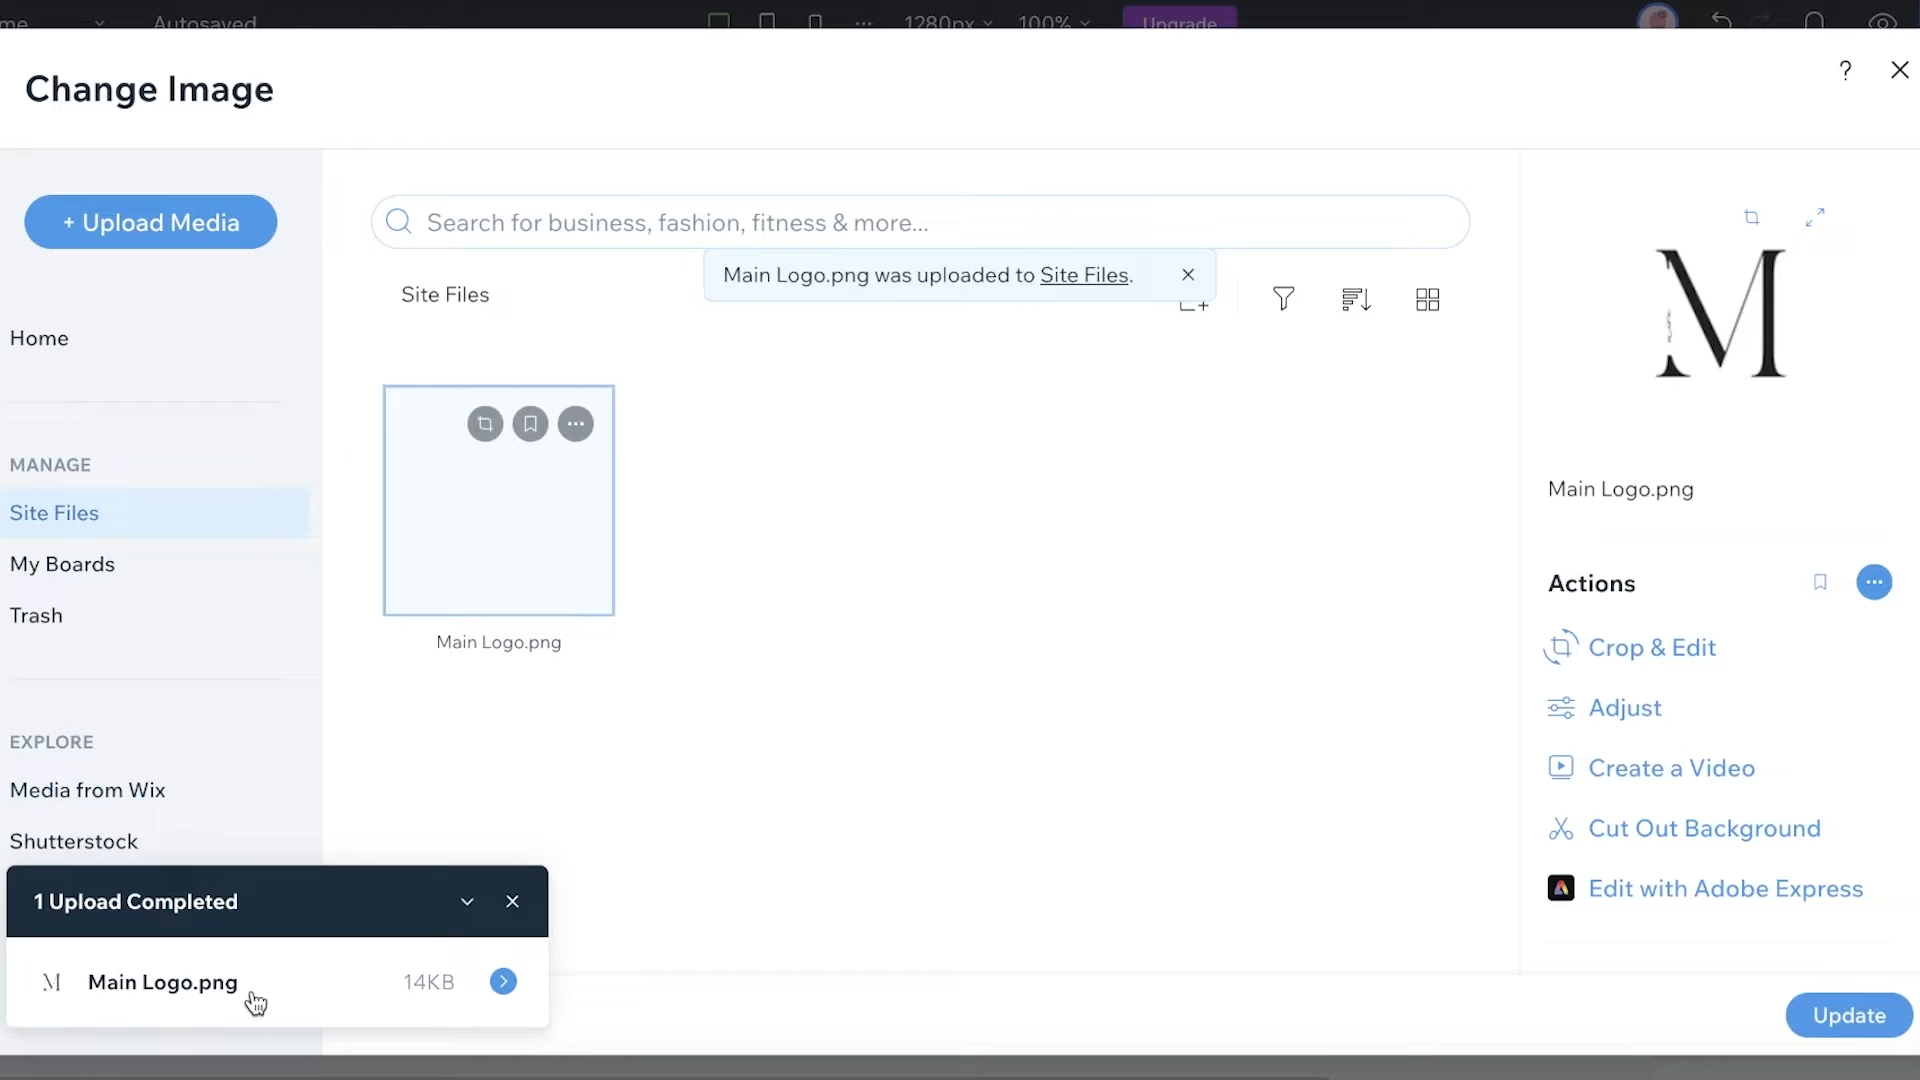 me
Autosaved
1280px
100%
Upgrade
Change Image
?
+ Upload Media
Search for business, fashion, fitness & more...
Main Logo.png was uploaded to Site Files.
Site Files
Home
MANAGE
Site Files
My Boards
Trash
EXPLORE
Media from Wix
Shutterstock
Main Logo.png
M
Main Logo.png
Actions
Crop & Edit
Adjust
Create a Video
Cut Out Background
Edit with Adobe Express
1 Upload Completed
M
Main Logo.png
14KB
Update